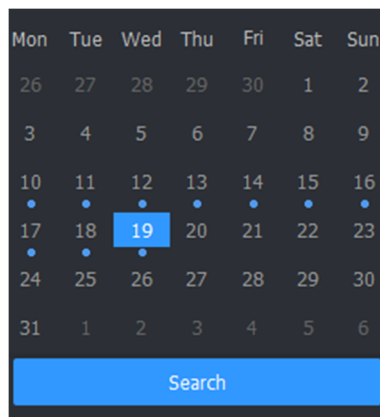 Mon Tue Wed Thu Fri Sat Sun
26 27 28 29 30 1 2
3 4 5 6 7 8 9
10 11 12 13 14 15 16
17 18 19 20 21 22 23
24 25 26 27 28 29 30
31 1 2 3 4 5 6
Search